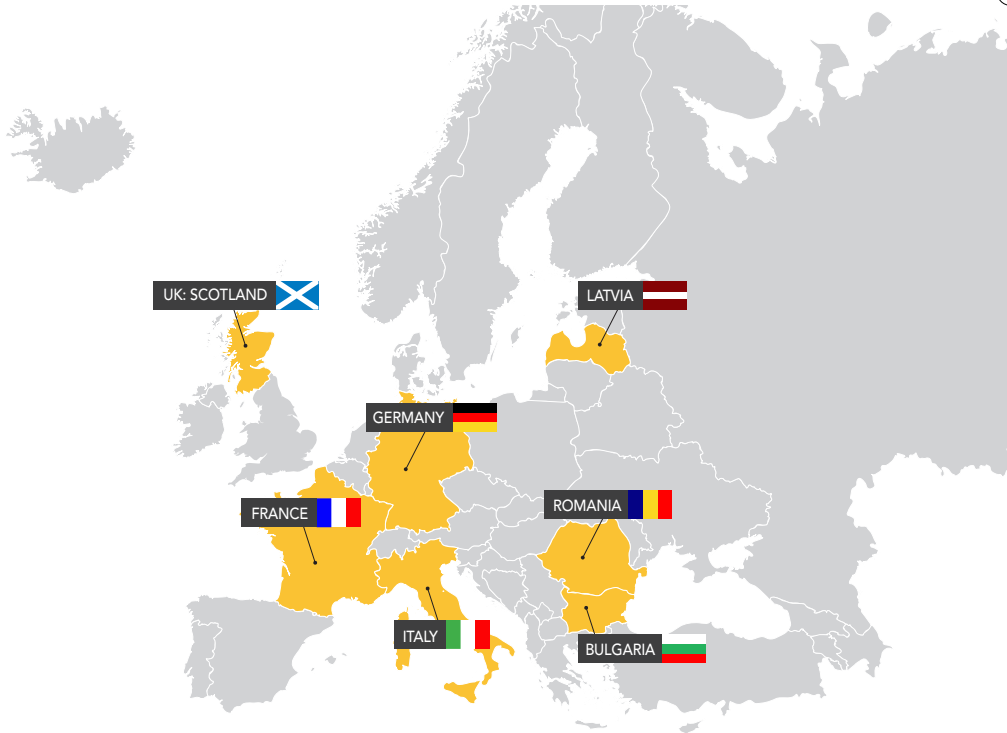 UK: SCOTLAND
LATVIA
GERMANY
FRANCE
ROMANIA
ITALY
BULGARIA